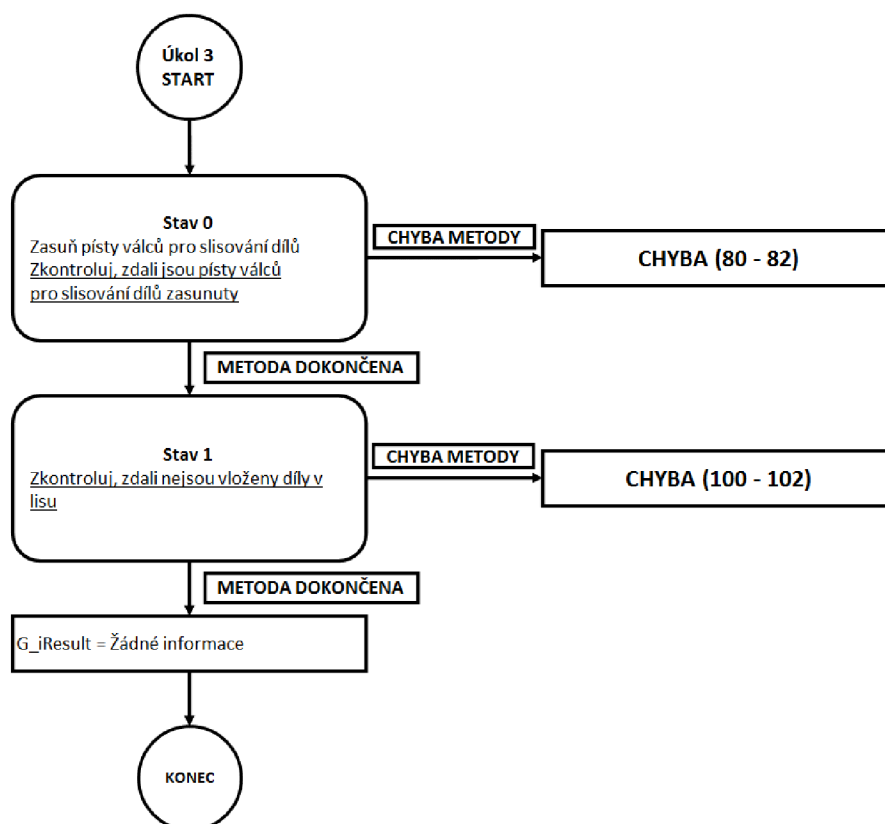 Úkol 3
START
Stav 0
Zasuň písty válců pro slisování dílů
Zkontroluj, zdali jsou písty válců
pro slisování dílů zasunuty
CHYBA METODY
CHYBA (80 - 82)
METODA DOKONČENA
Stav 1
Zkontroluj, zdali nejsou vloženy díly v
lisu
CHYBA METODY
CHYBA (100 - 102)
METODA DOKONČENA
G_iResult = Žádné informace
KONEC